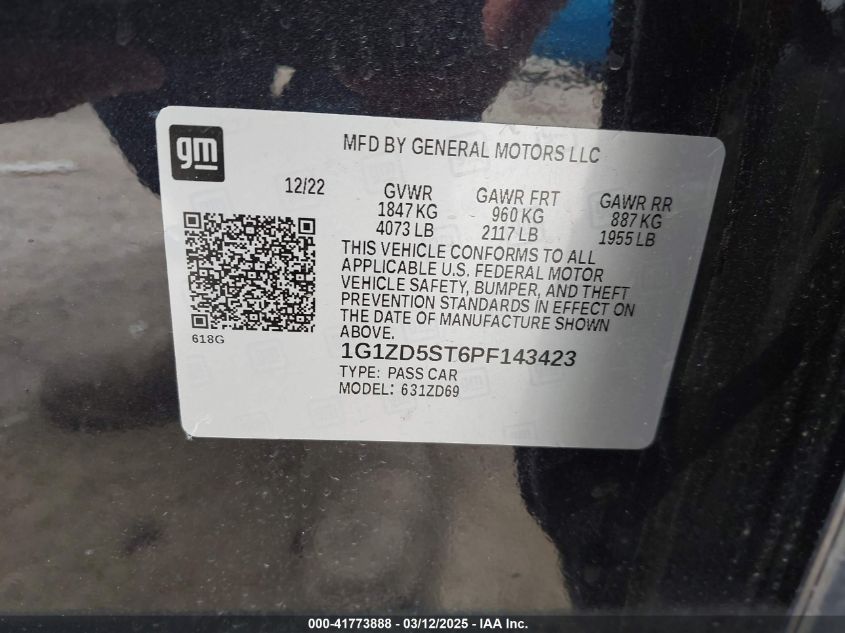 gm
MFD BY GENERAL MOTORS LLC
12/22
GVWR
1847 KG
4073 LB
GAWR FRT
960 KG
2117 LB
GAWR RR
887 KG
1955 LB
THIS VEHICLE CONFORMS TO ALL
APPLICABLE U.S. FEDERAL MOTOR
VEHICLE SAFETY, BUMPER, AND THEFT
PREVENTION STANDARDS IN EFFECT ON
THE DATE OF MANUFACTURE SHOWN
ABOVE.
618G
1G1ZD5ST6PF143423
TYPE: PASS CAR
MODEL: 631ZD69
000-41773888 - 03/12/2025 - IAA Inc.